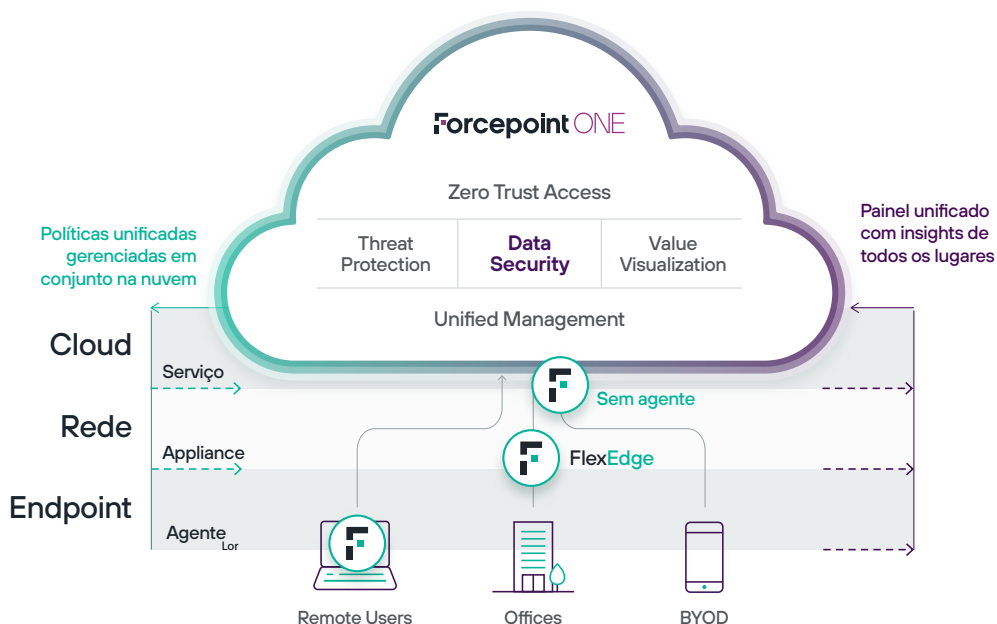 Forcepoint ONE
Zero Trust Access
Threat
Protection
Data
Security
Value
Visualization
Unified Management
Políticas unificadas
gerenciadas em
conjunto na nuvem
Painel unificado
com insights de
todos os lugares
Cloud
Serviço
Sem agente
Rede
Appliance
FlexEdge
Endpoint
Agente
Lor
Remote Users
Offices
BYOD